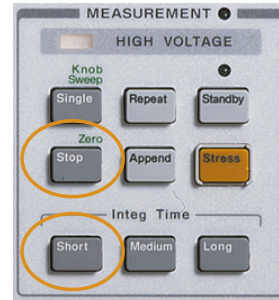 MEASUREMENT
HIGH VOLTAGE
Knob
Sweep
Single Repeat Standby
Zero
Stop Append Stress
Integ Time
Short Medium Long